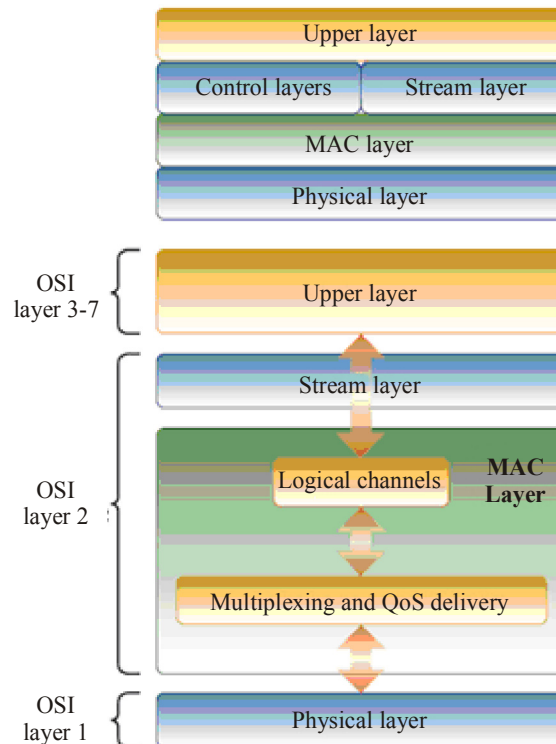 Upper layer
Control layers
Stream layer
MAC layer
Physical layer
OSI
layer 3-7
Upper layer
Stream layer
OSI
layer 2
Logical channels
MAC
Layer
Multiplexing and QoS delivery
OSI
layer 1
Physical layer